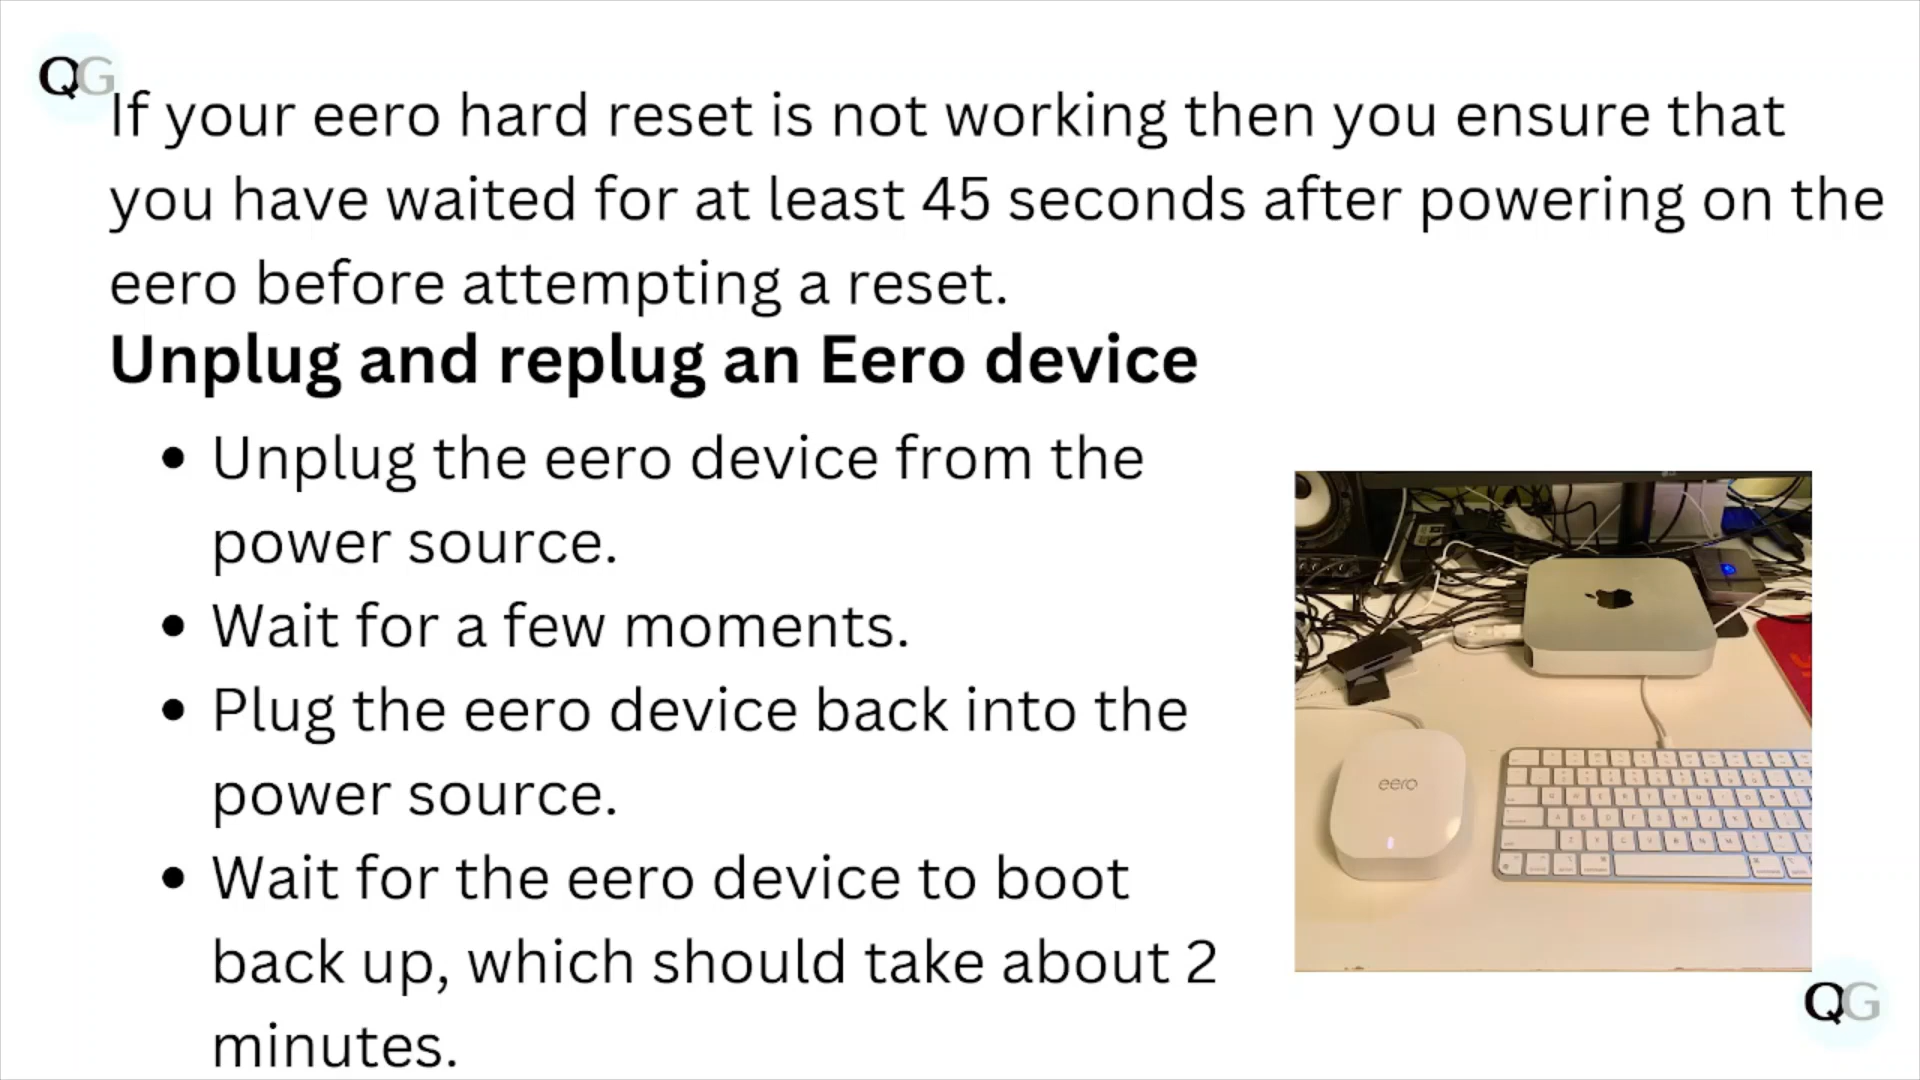 QG
If your eero hard reset is not working then you ensure that
you have waited for at least 45 seconds after powering on the
eero before attempting a reset.
Unplug and replug an Eero device
• Unplug the eero device from the
power source.
• Wait for a few moments.
• Plug the eero device back into the
power source.
• Wait for the eero device to boot
back up, which should take about 2
minutes.
eero
QG